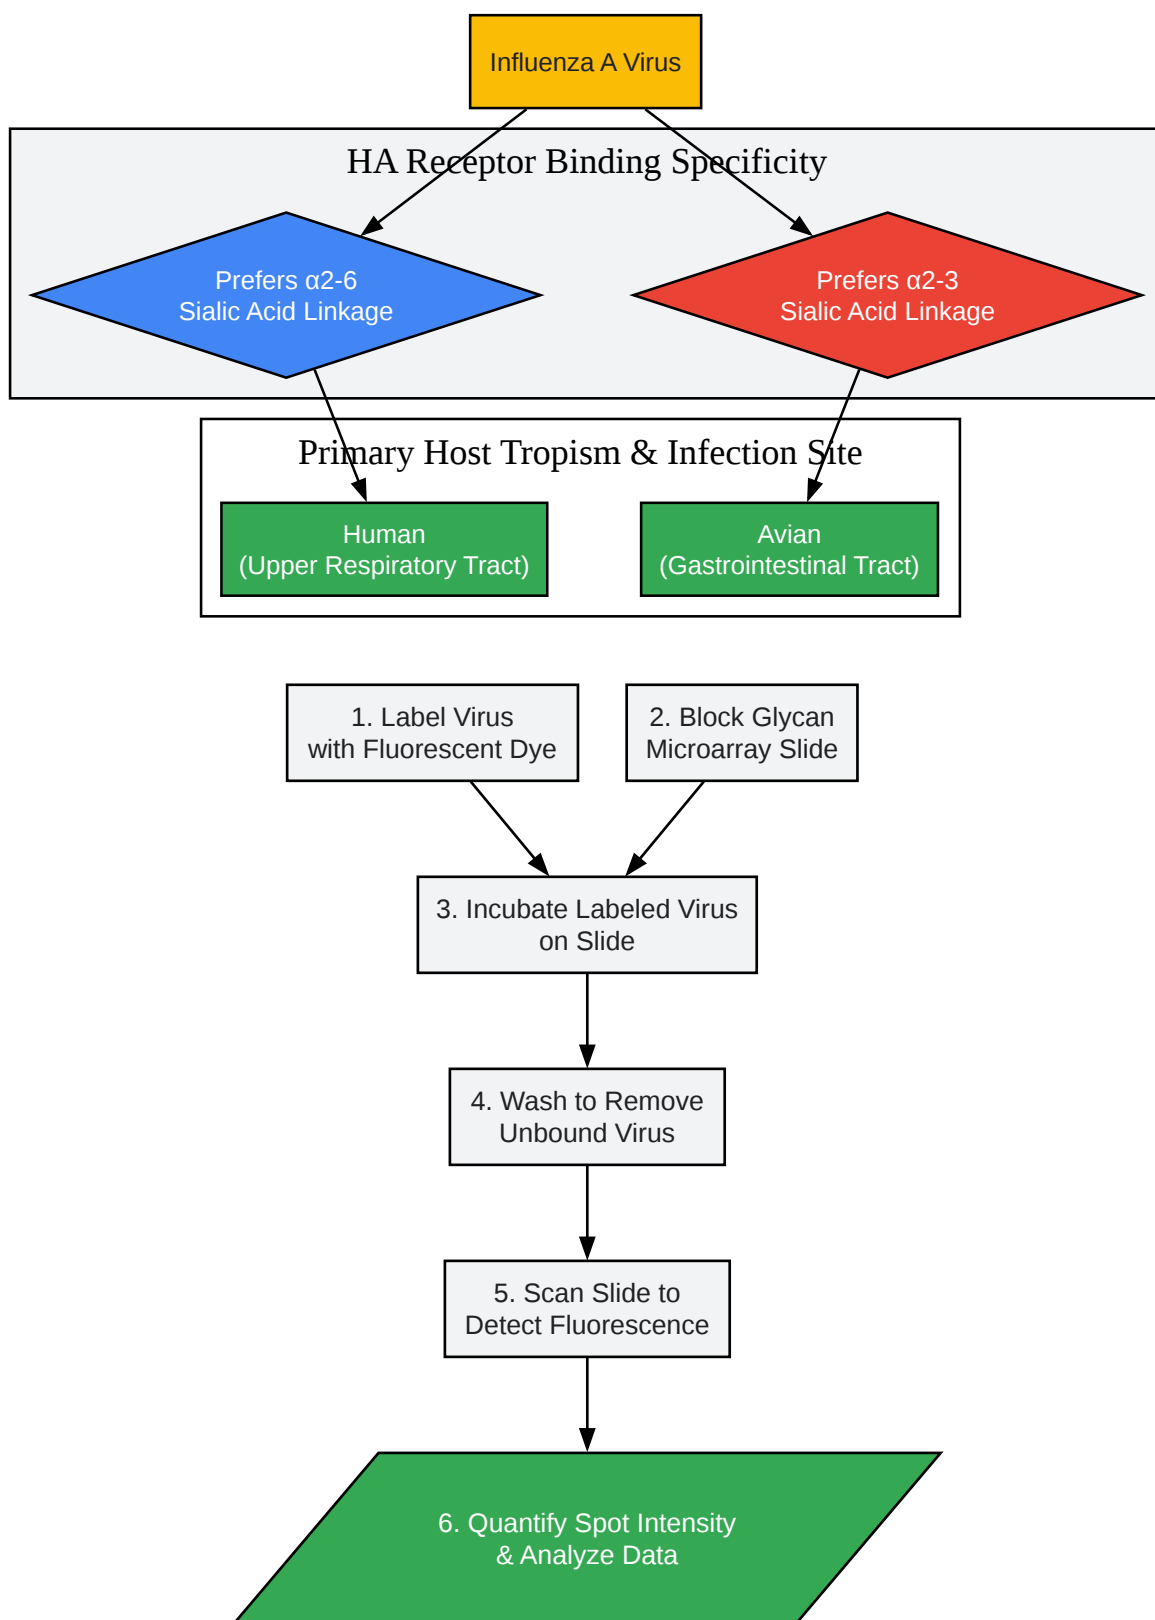 Influenza A Virus
HA Receptor Binding Specificity
Prefers α2-6
Sialic Acid Linkage
Prefers α2-3
Sialic Acid Linkage
Primary Host Tropism & Infection Site
Human
(Upper Respiratory Tract)
Avian
(Gastrointestinal Tract)
1. Label Virus
with Fluorescent Dye
2. Block Glycan
Microarray Slide
3. Incubate Labeled Virus
on Slide
4. Wash to Remove
Unbound Virus
5. Scan Slide to
Detect Fluorescence
6. Quantify Spot Intensity
& Analyze Data